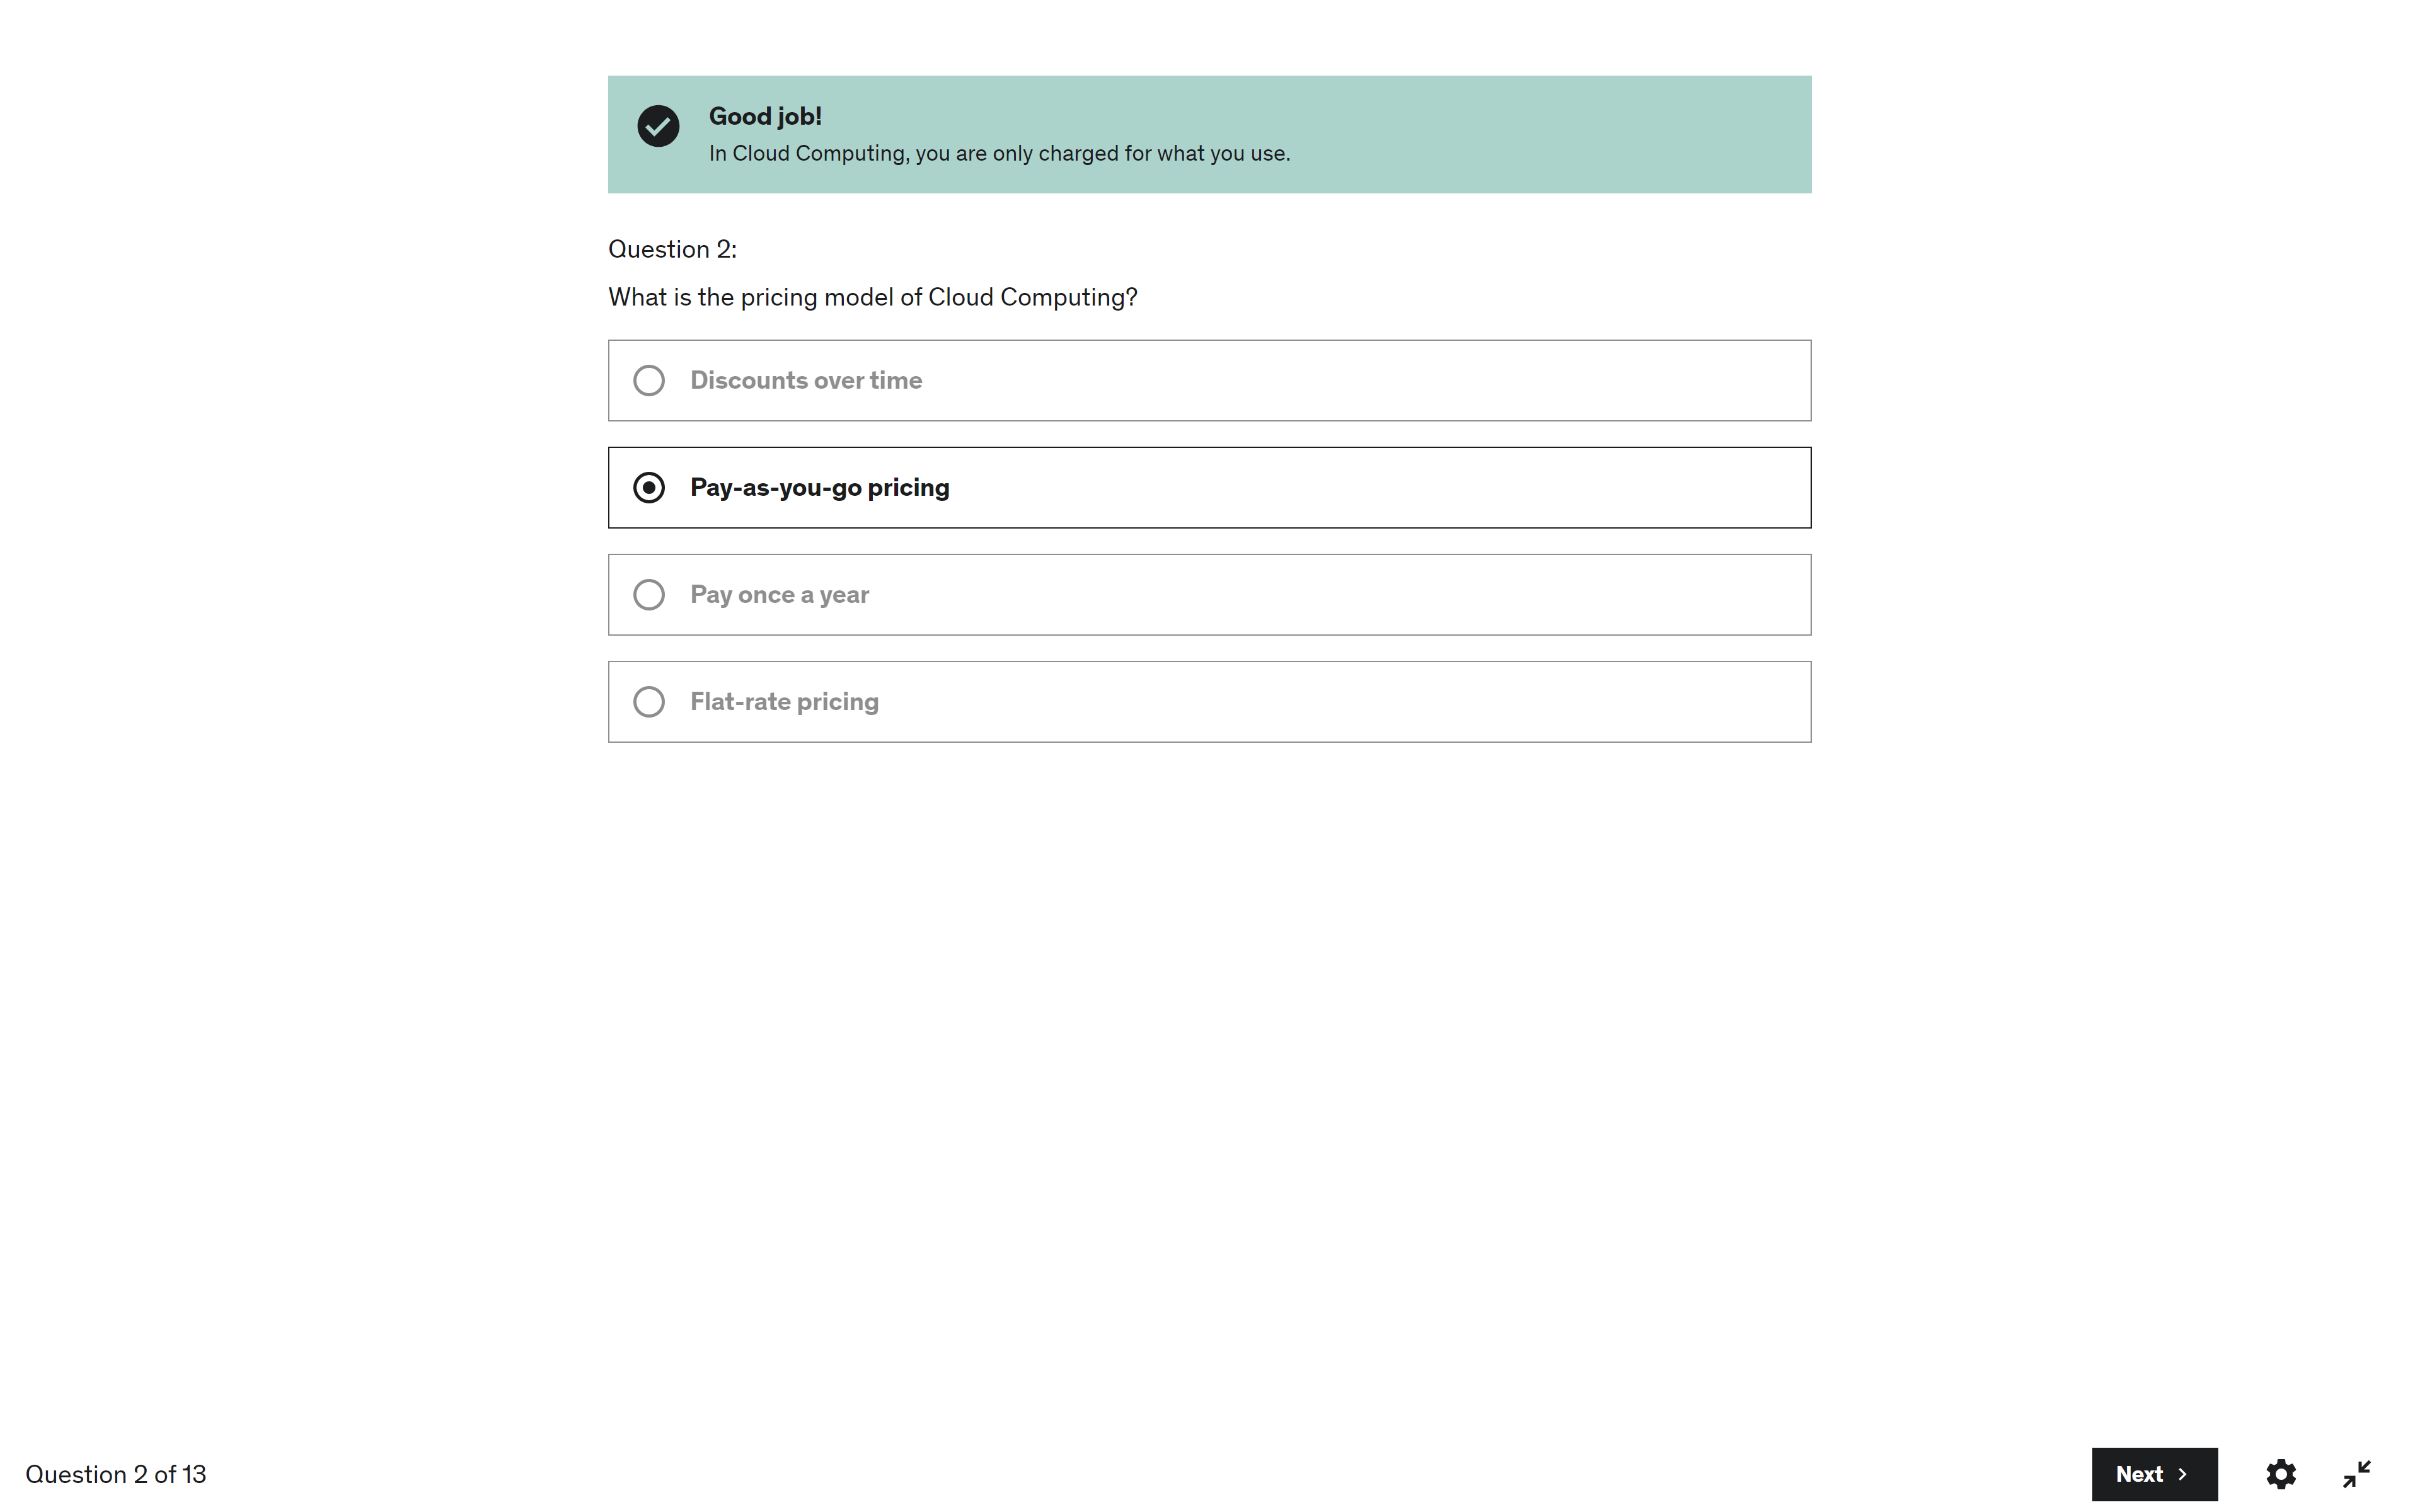 Good job!
In Cloud Computing, you are only charged for what you use.
Question 2:
What is the pricing model of Cloud Computing?
Discounts over time
Pay-as-you-go pricing
Pay once a year
Flat-rate pricing
Question 2 of 13
Next